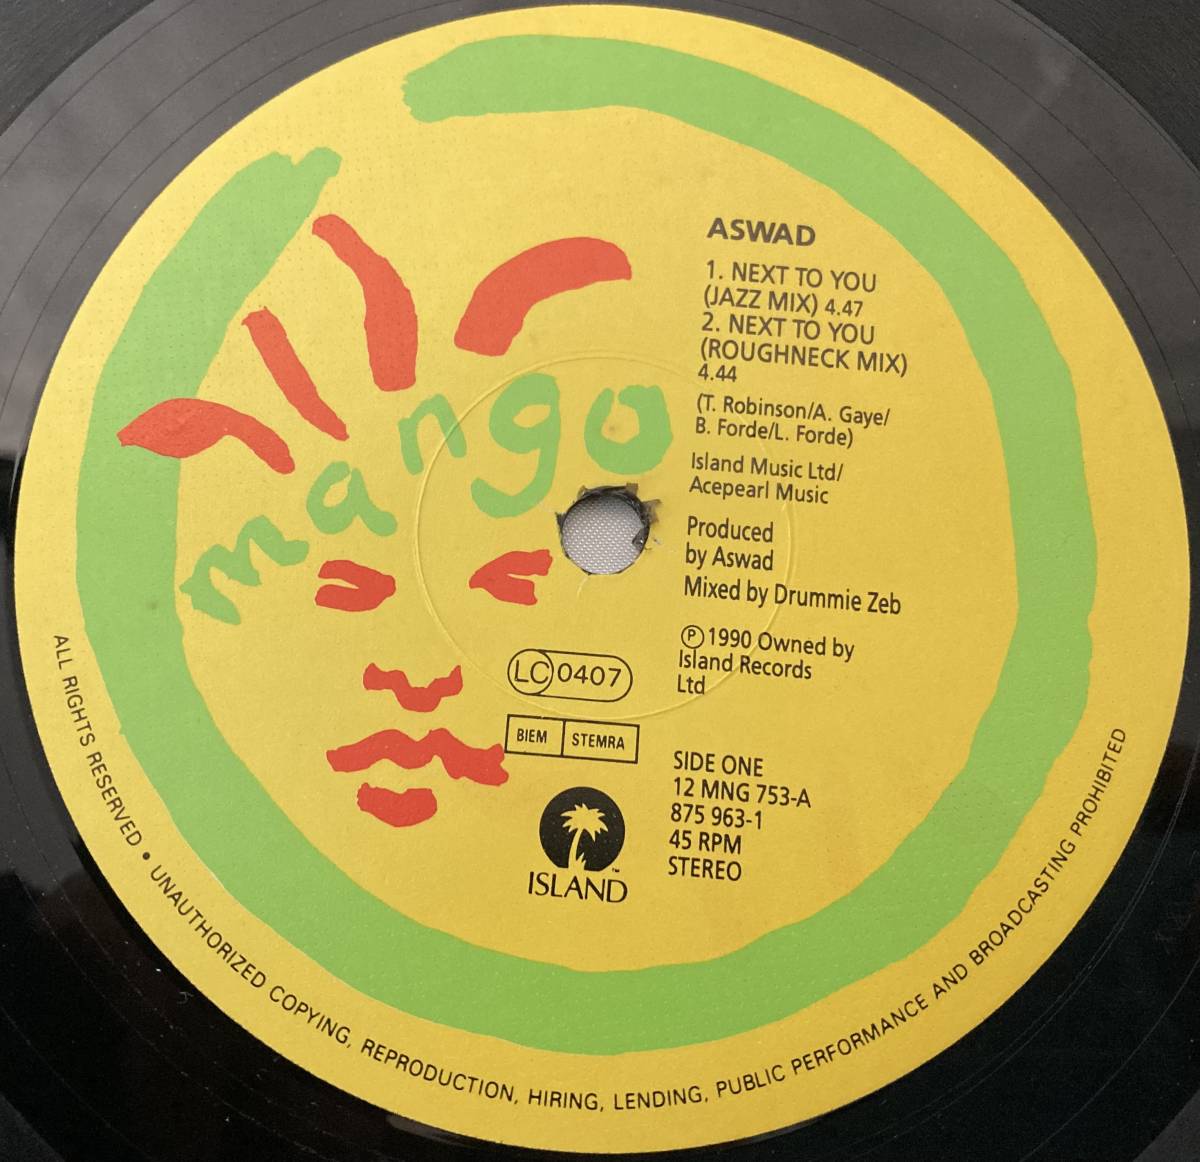 mango
ASWAD
1. NEXT TO YOU
(JAZZ MIX) 4.47
2. NEXT TO YOU
(ROUGHNECK MIX)
4.44
(T. Robinson/A. Gaye/
B. Forde/L. Forde)
Island Music Ltd/
Acepearl Music
Produced
by Aswad
Mixed by Drummie Zeb
Ⓟ 1990 Owned by
Island Records
Ltd
LC 0407
BIEM STEMRA
ISLAND™
SIDE ONE
12 MNG 753-A
875 963-1
45 RPM
STEREO
ALL RIGHTS RESERVED • UNAUTHORIZED COPYING, REPRODUCTION, HIRING, LENDING, PUBLIC PERFORMANCE AND BROADCASTING PROHIBITED